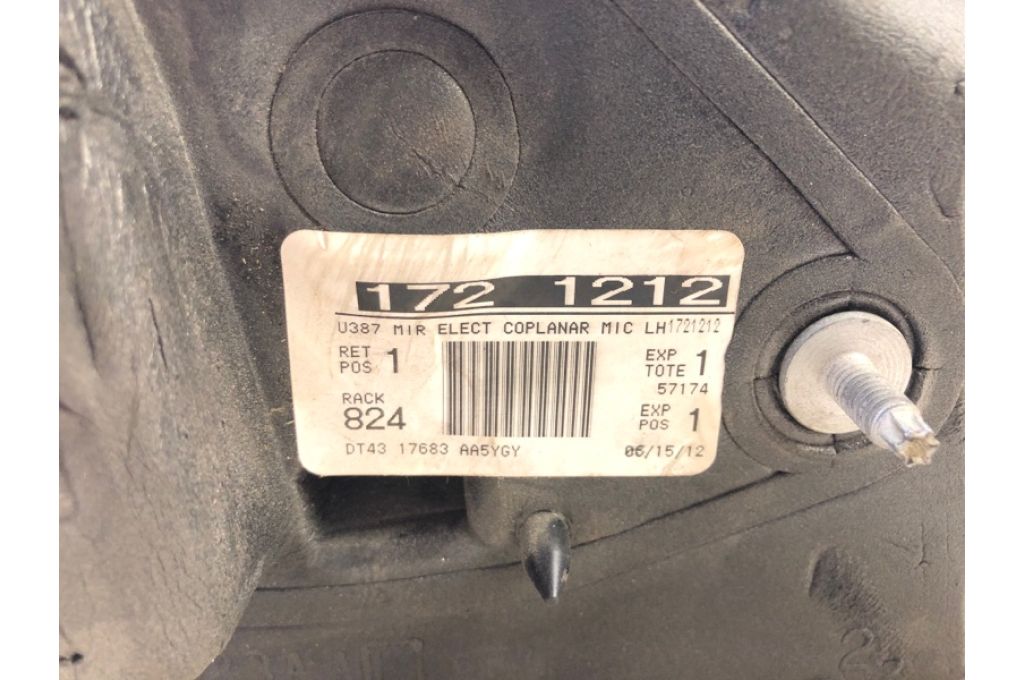 172 1212
U387 MIR ELECT COPLANAR MIC LH1721212
RET POS 1
EXP TOTE 1
57174
RACK
824
EXP POS 1
DT43 17683 AA5YGY
06/15/12